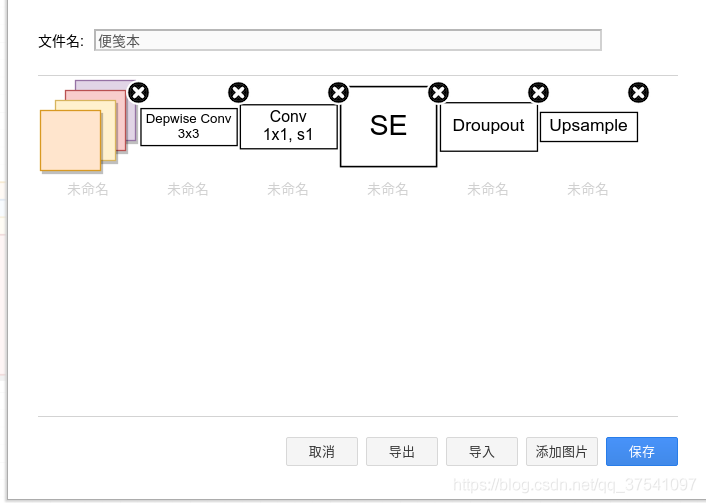 文件名: 便笺本
Depwise Conv
3x3
Conv
1x1, s1
SE
Droupout
Upsample
未命名 未命名 未命名 未命名 未命名 未命名
取消 导出 导入 添加图片 保存
https://blog.csdn.net/qq_37541097